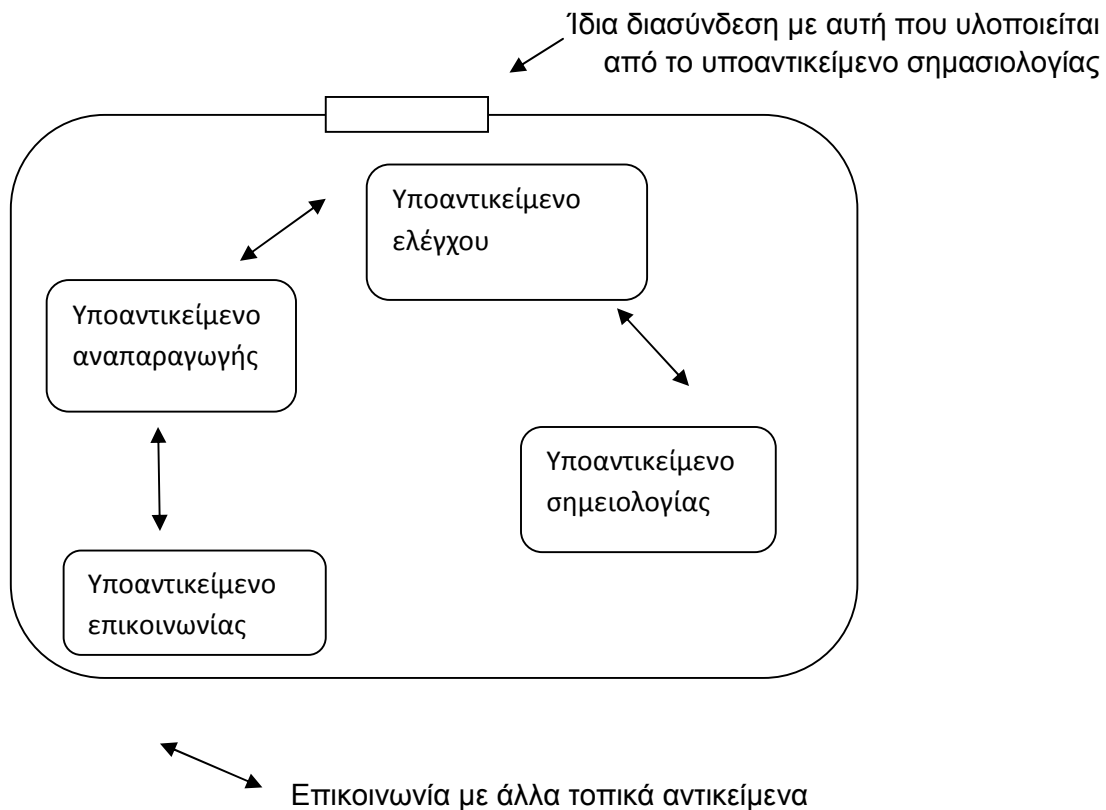 Ίδια διασύνδεση με αυτή που υλοποιείται
από το υποαντικείμενο σημασιολογίας
Υποαντικείμενο
ελέγχου
Υποαντικείμενο
αναπαραγωγής
Υποαντικείμενο
σημειολογίας
Υποαντικείμενο
επικοινωνίας
Επικοινωνία με άλλα τοπικά αντικείμενα